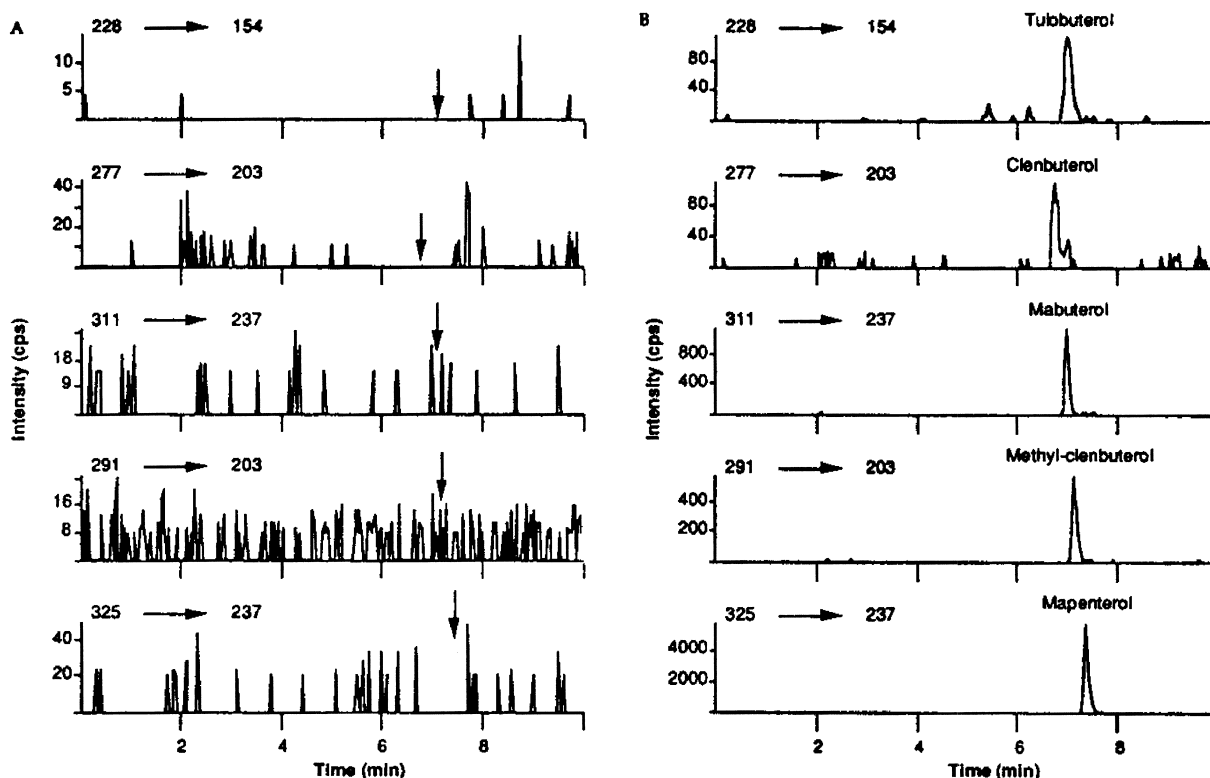 A
228 154
10
5
277 203
40
20
311 237
18
9
291 203
16
8
325 237
40
20
2 4 6 8
Time (min)
Intensity (cps)
B
228 154
Tulobuterol
80
40
277 203
Clenbuterol
80
40
311 237
Mabuterol
800
400
291 203
Methyl-clenbuterol
400
200
325 237
Mapenterol
4000
2000
2 4 6 8
Time (min)
Intensity (cps)